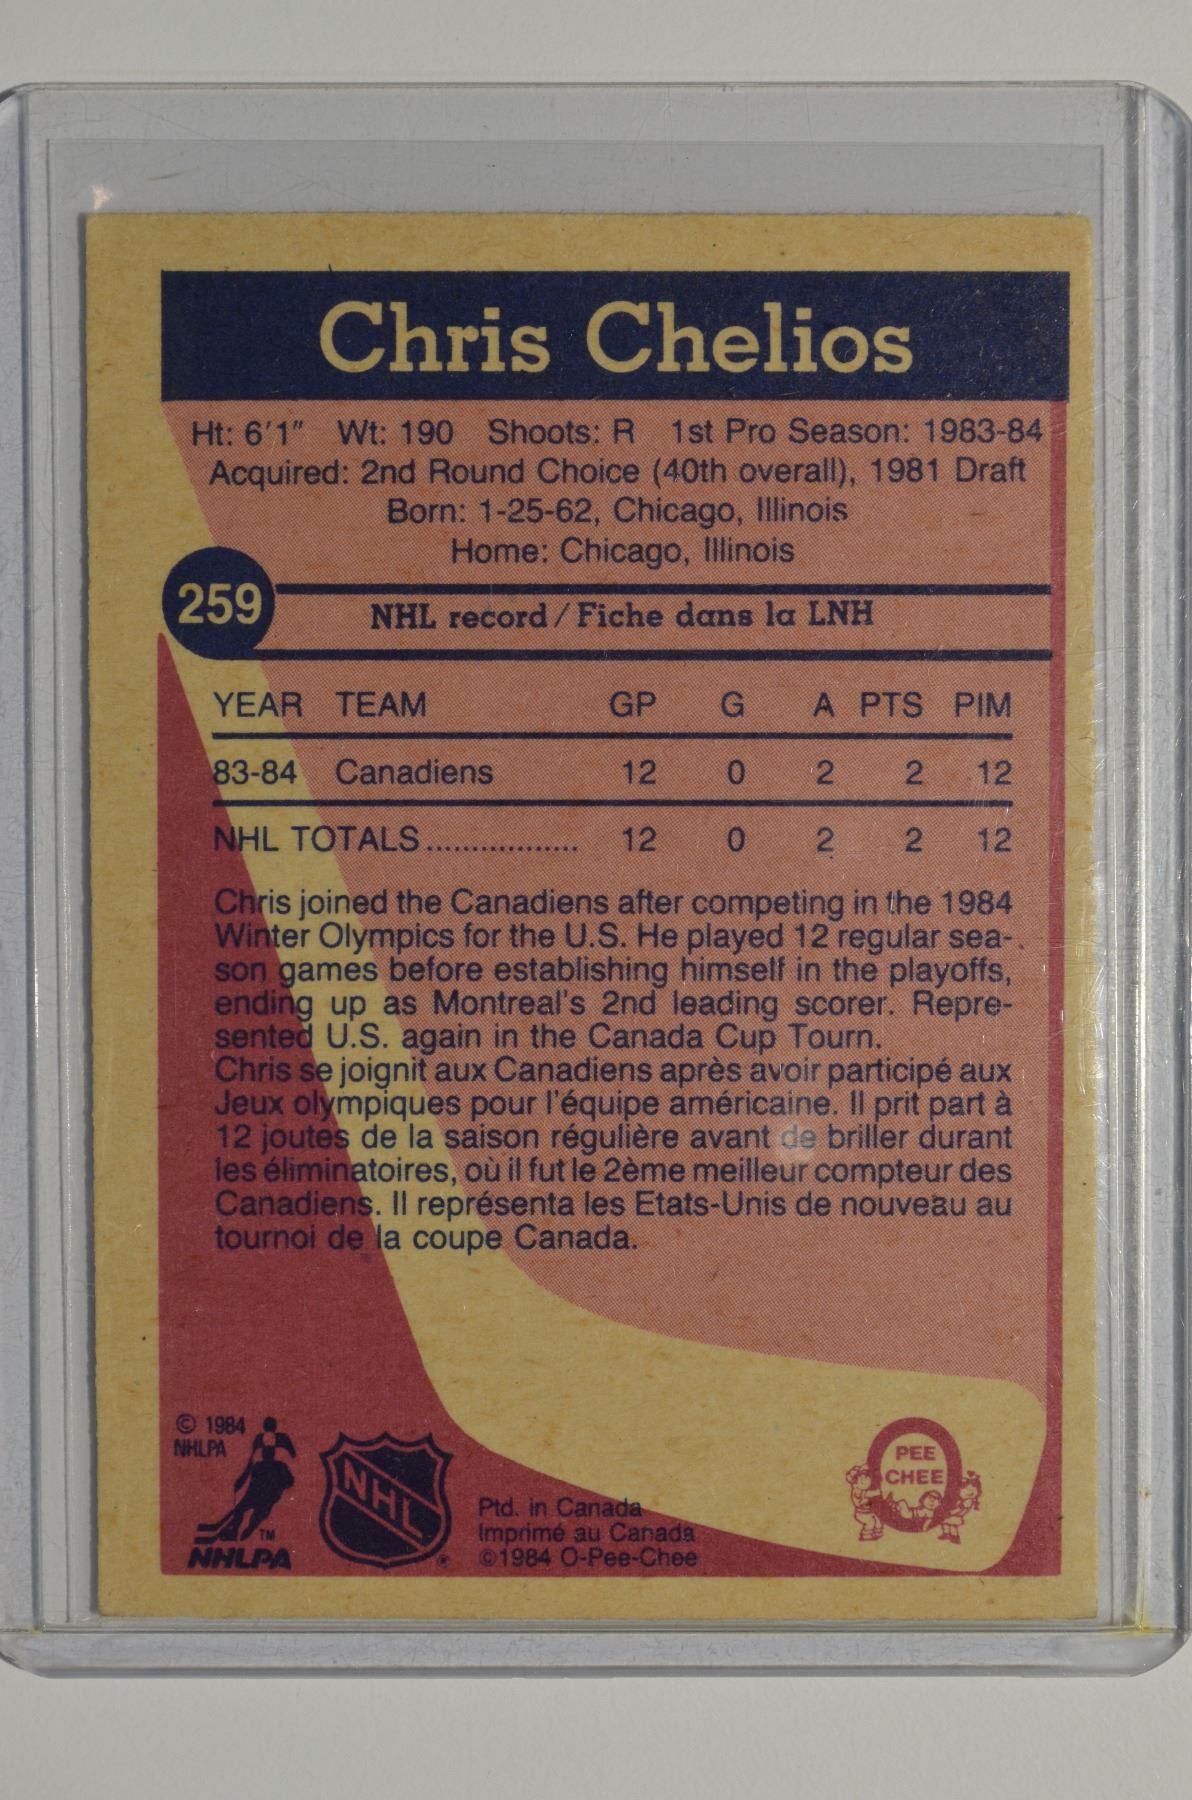 Chris Chelios
Ht: 6'1" Wt: 190 Shoots: R 1st Pro Season: 1983-84
Acquired: 2nd Round Choice (40th overall), 1981 Draft
Born: 1-25-62, Chicago, Illinois
Home: Chicago, Illinois
259
NHL record / Fiche dans la LNH
YEAR TEAM GP G A PTS PIM
83-84 Canadiens 12 0 2 2 12
NHL TOTALS................. 12 0 2 2 12
Chris joined the Canadiens after competing in the 1984
Winter Olympics for the U.S. He played 12 regular sea-
son games before establishing himself in the playoffs,
ending up as Montreal's 2nd leading scorer. Repre-
sented U.S. again in the Canada Cup Tourn.
Chris se joignit aux Canadiens après avoir participé aux
Jeux olympiques pour l'équipe américaine. Il prit part à
12 joutes de la saison régulière avant de briller durant
les éliminatoires, où il fut le 2ème meilleur compteur des
Canadiens. Il représenta les Etats-Unis de nouveau au
tournoi de la coupe Canada.
© 1984
NHLPA
TM
NHLPA
NHL
Ptd. in Canada
Imprimé au Canada
©1984 O-Pee-Chee
PEE
CHEE